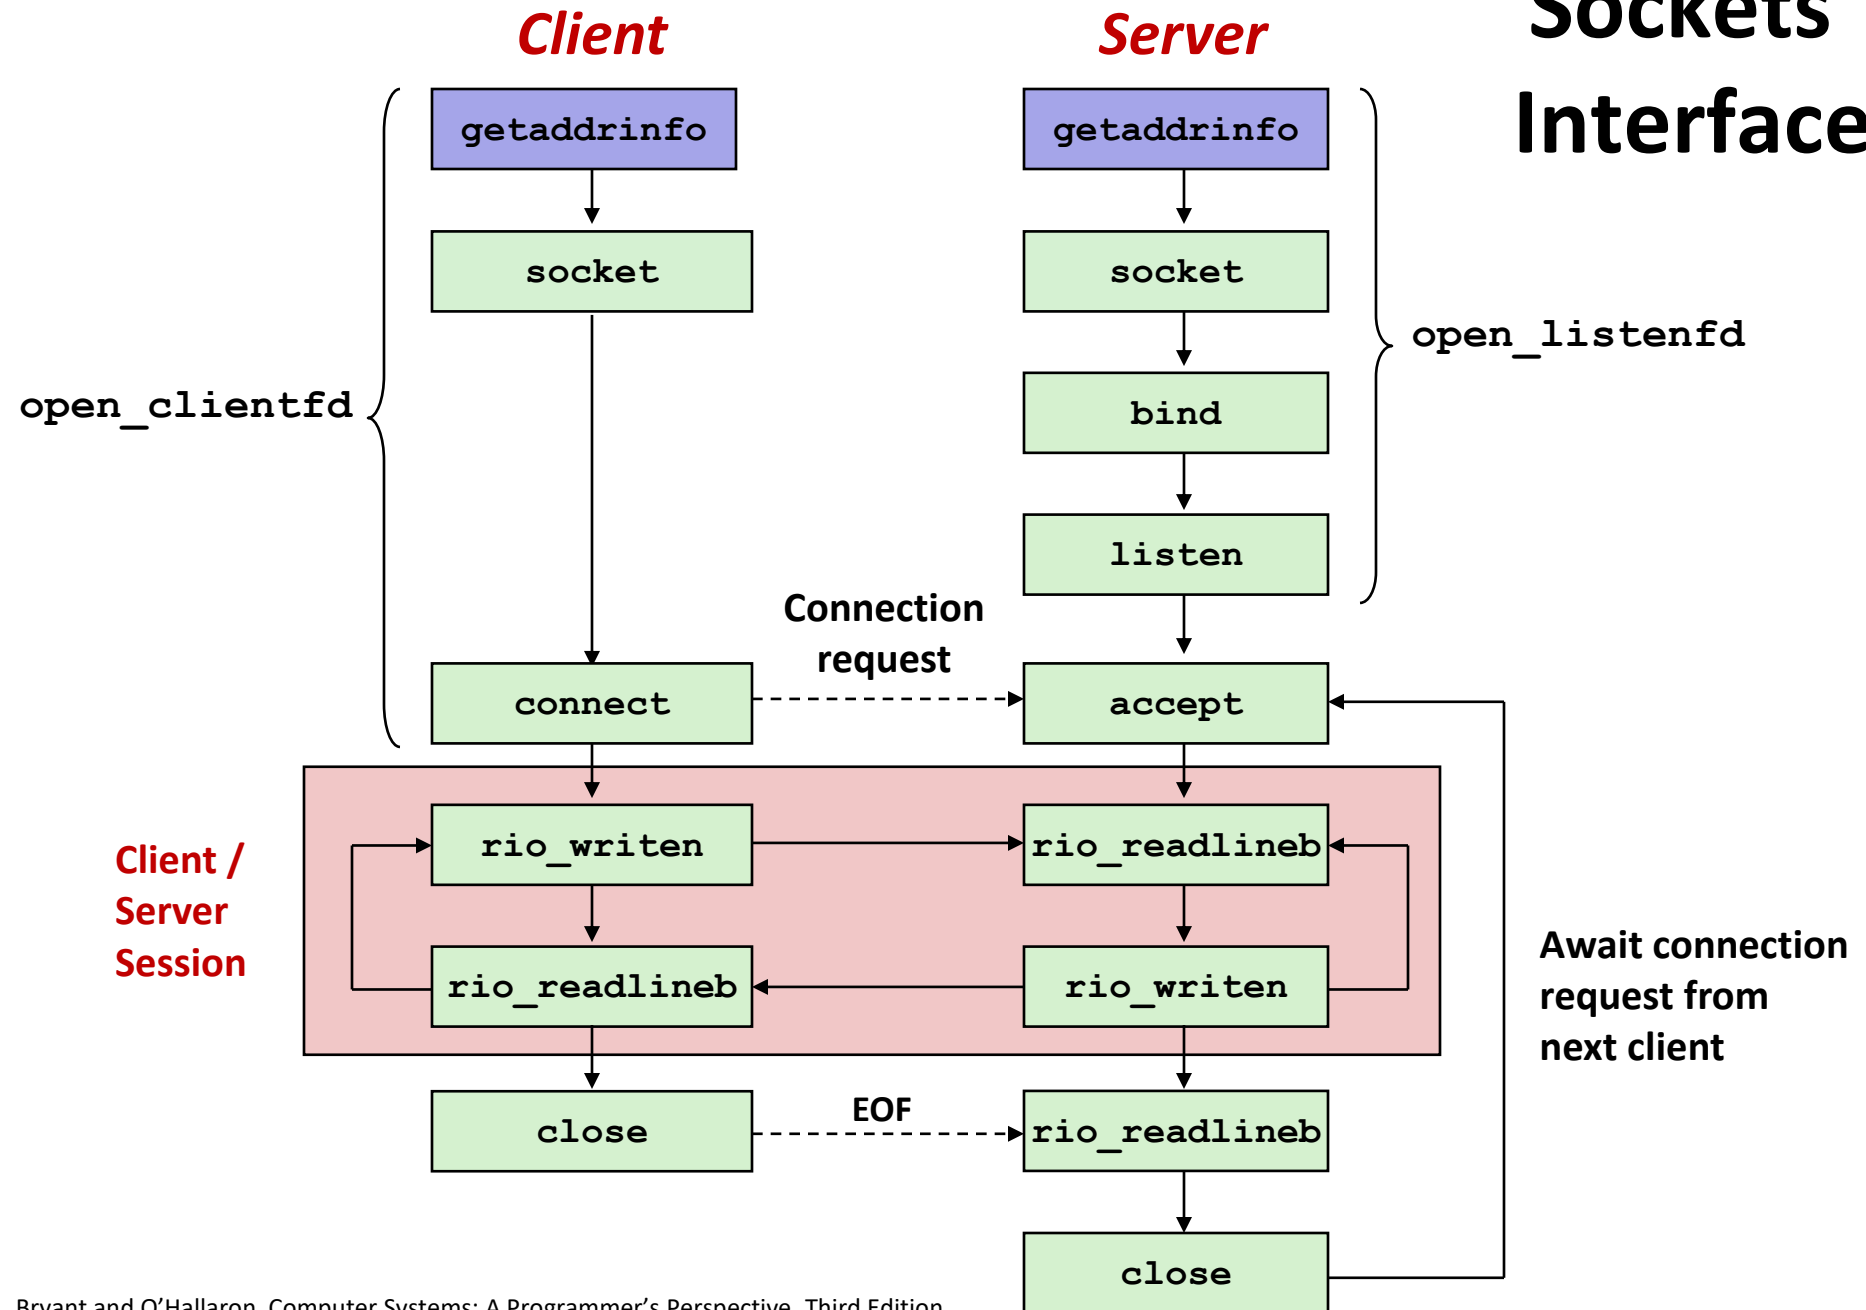 Sockets
Interface
Client
Server
getaddrinfo
getaddrinfo
socket
socket
open_listenfd
open_clientfd
bind
listen
Connection
request
connect
accept
Client /
Server
Session
rio_writen
rio_readlineb
rio_readlineb
rio_writen
Await connection
request from
next client
close
EOF
rio_readlineb
close
Bryant and O'Hallaron, Computer Systems: A Programmer's Perspective, Third Edition